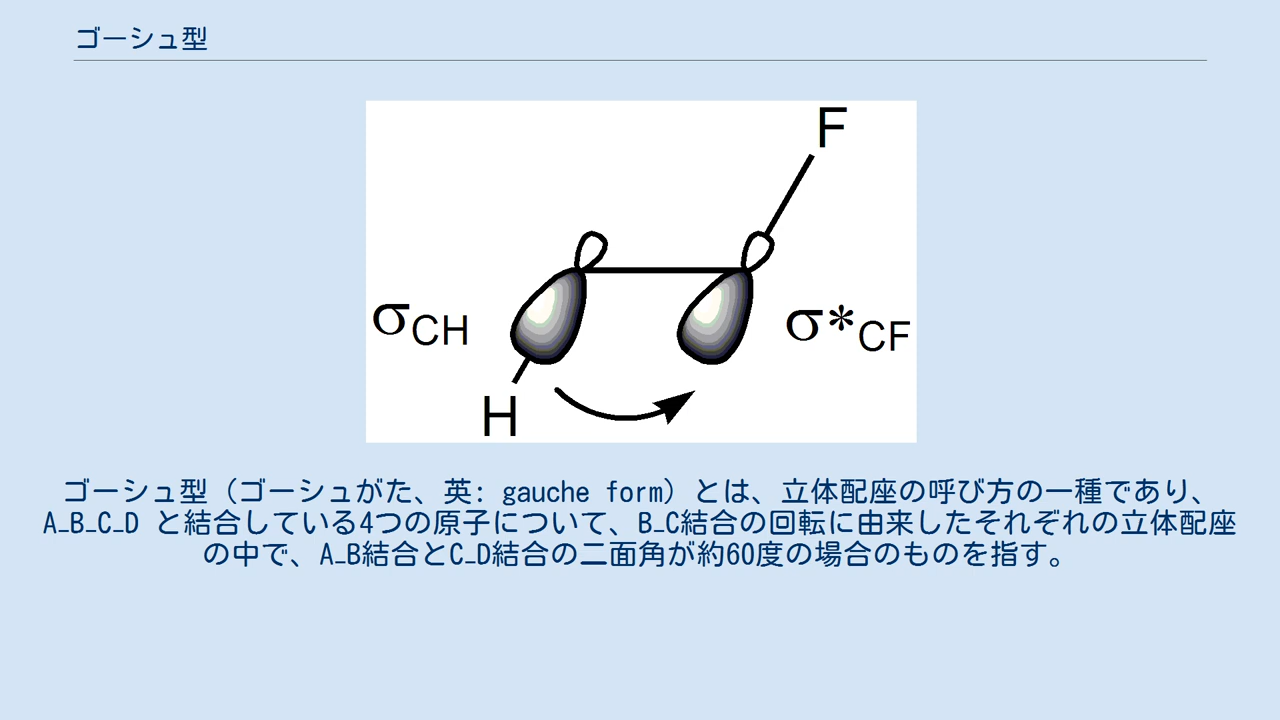 ゴーシュ型
F
σCH
σ*CF
H
ゴーシュ型（ゴーシュがた、英: gauche form）とは、立体配座の呼び方の一種であり、
A–B–C–D と結合している4つの原子について、B–C結合の回転に由来したそれぞれの立体配座
の中で、A–B結合とC–D結合の二面角が約60度の場合のものを指す。